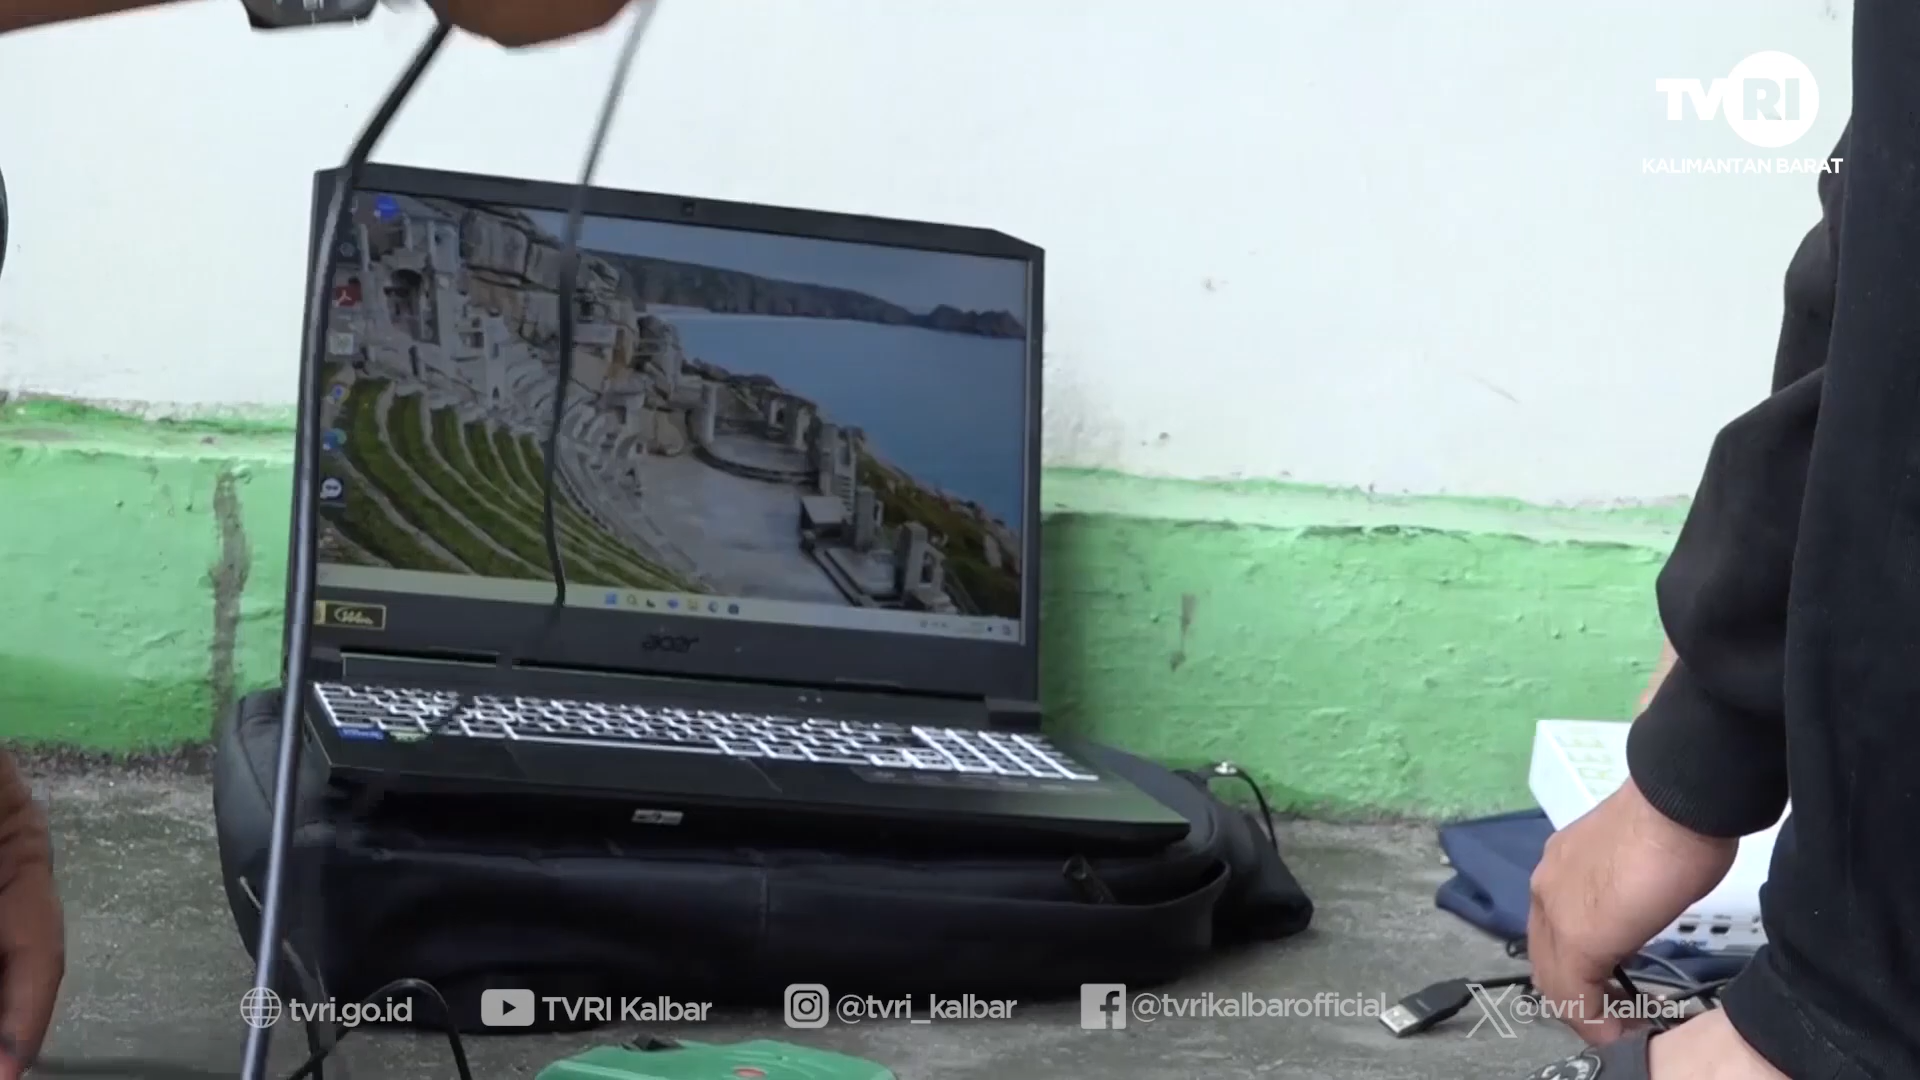 TVRI
KALIMANTAN BARAT
acer
tvri.go.id
TVRI Kalbar
@tvri_kalbar
@tvrikalbarofficial
@tvri_kalbar